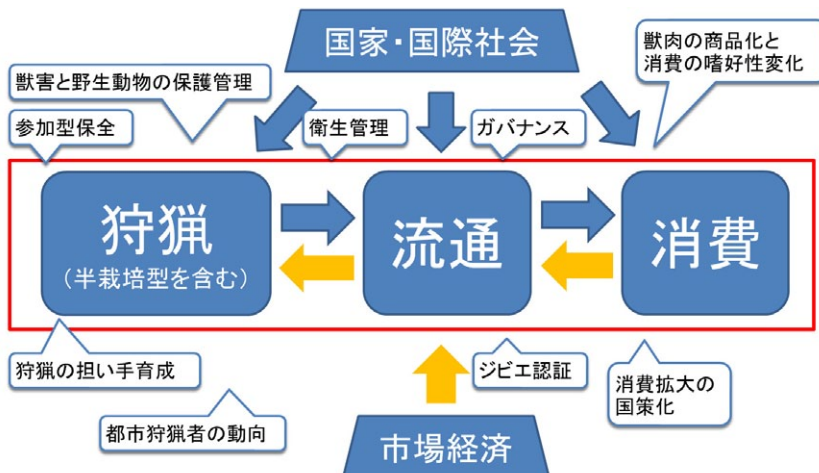 国家・国際社会
獣肉の商品化と
消費の嗜好性変化
獣害と野生動物の保護管理
参加型保全
衛生管理
ガバナンス
狩猟
(半栽培型を含む)
流通
消費
狩猟の担い手育成
ジビエ認証
消費拡大の
国策化
都市狩猟者の動向
市場経済